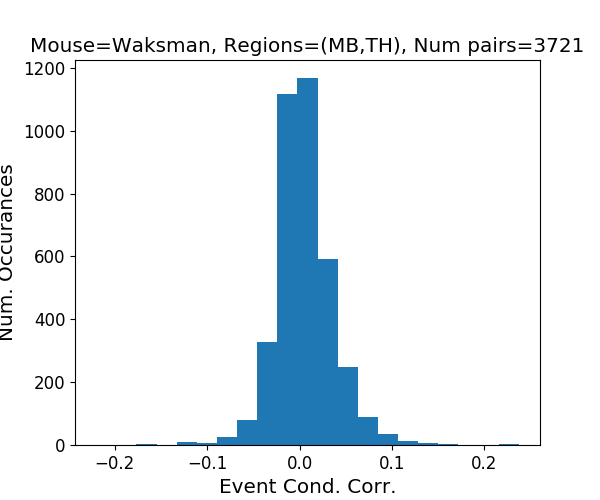 Mouse=Waksman, Regions=(MB,TH), Num pairs=3721
1200
1000
800
600
400
200
0
Num. Occurances
−0.2 −0.1 0.0 0.1 0.2
Event Cond. Corr.